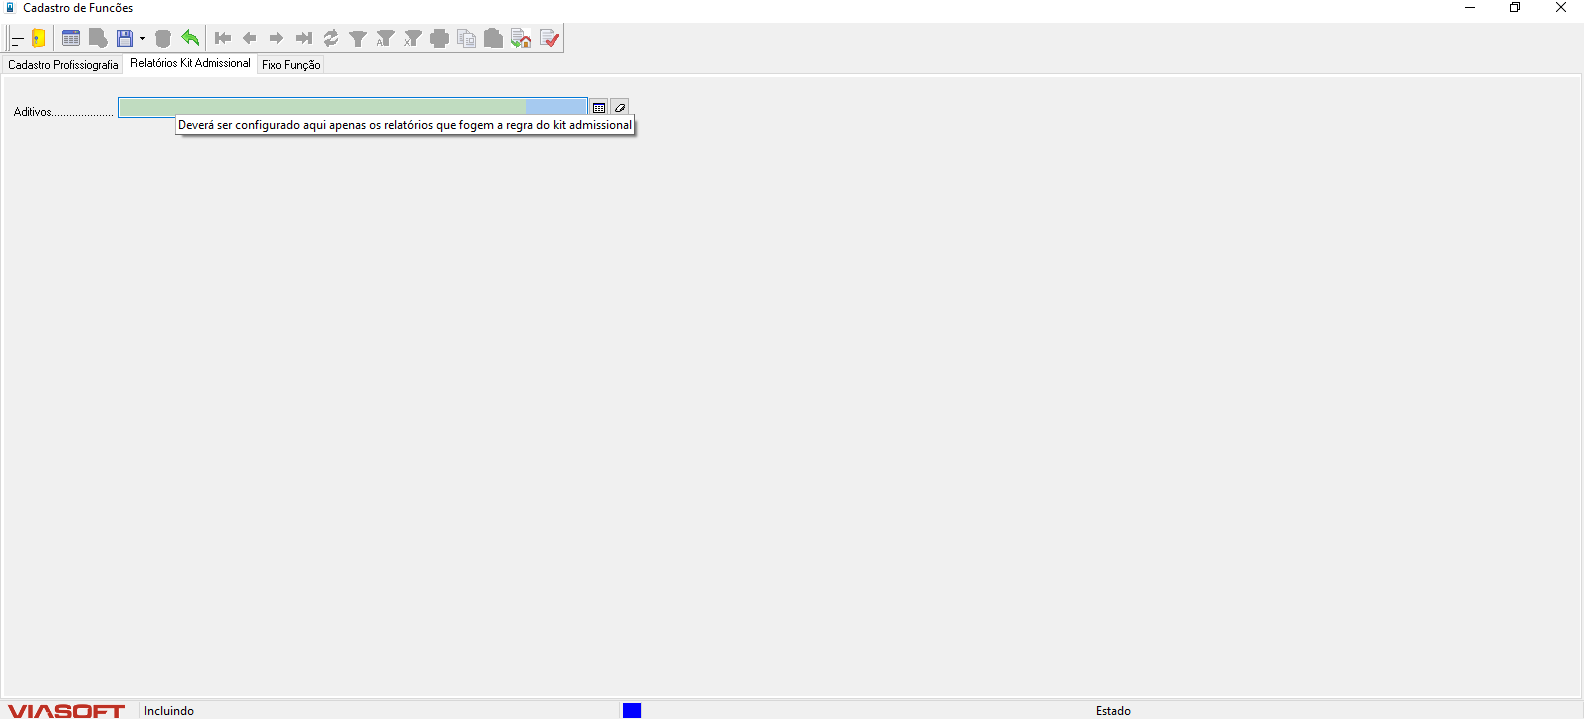 Cadastro de Funcões
Cadastro Profissiografia
Relatórios Kit Admissional
Fixo Função
Aditivos.....................
Deverá ser configurado aqui apenas os relatórios que fogem a regra do kit admissional
VIASOFT
Incluindo
Estado